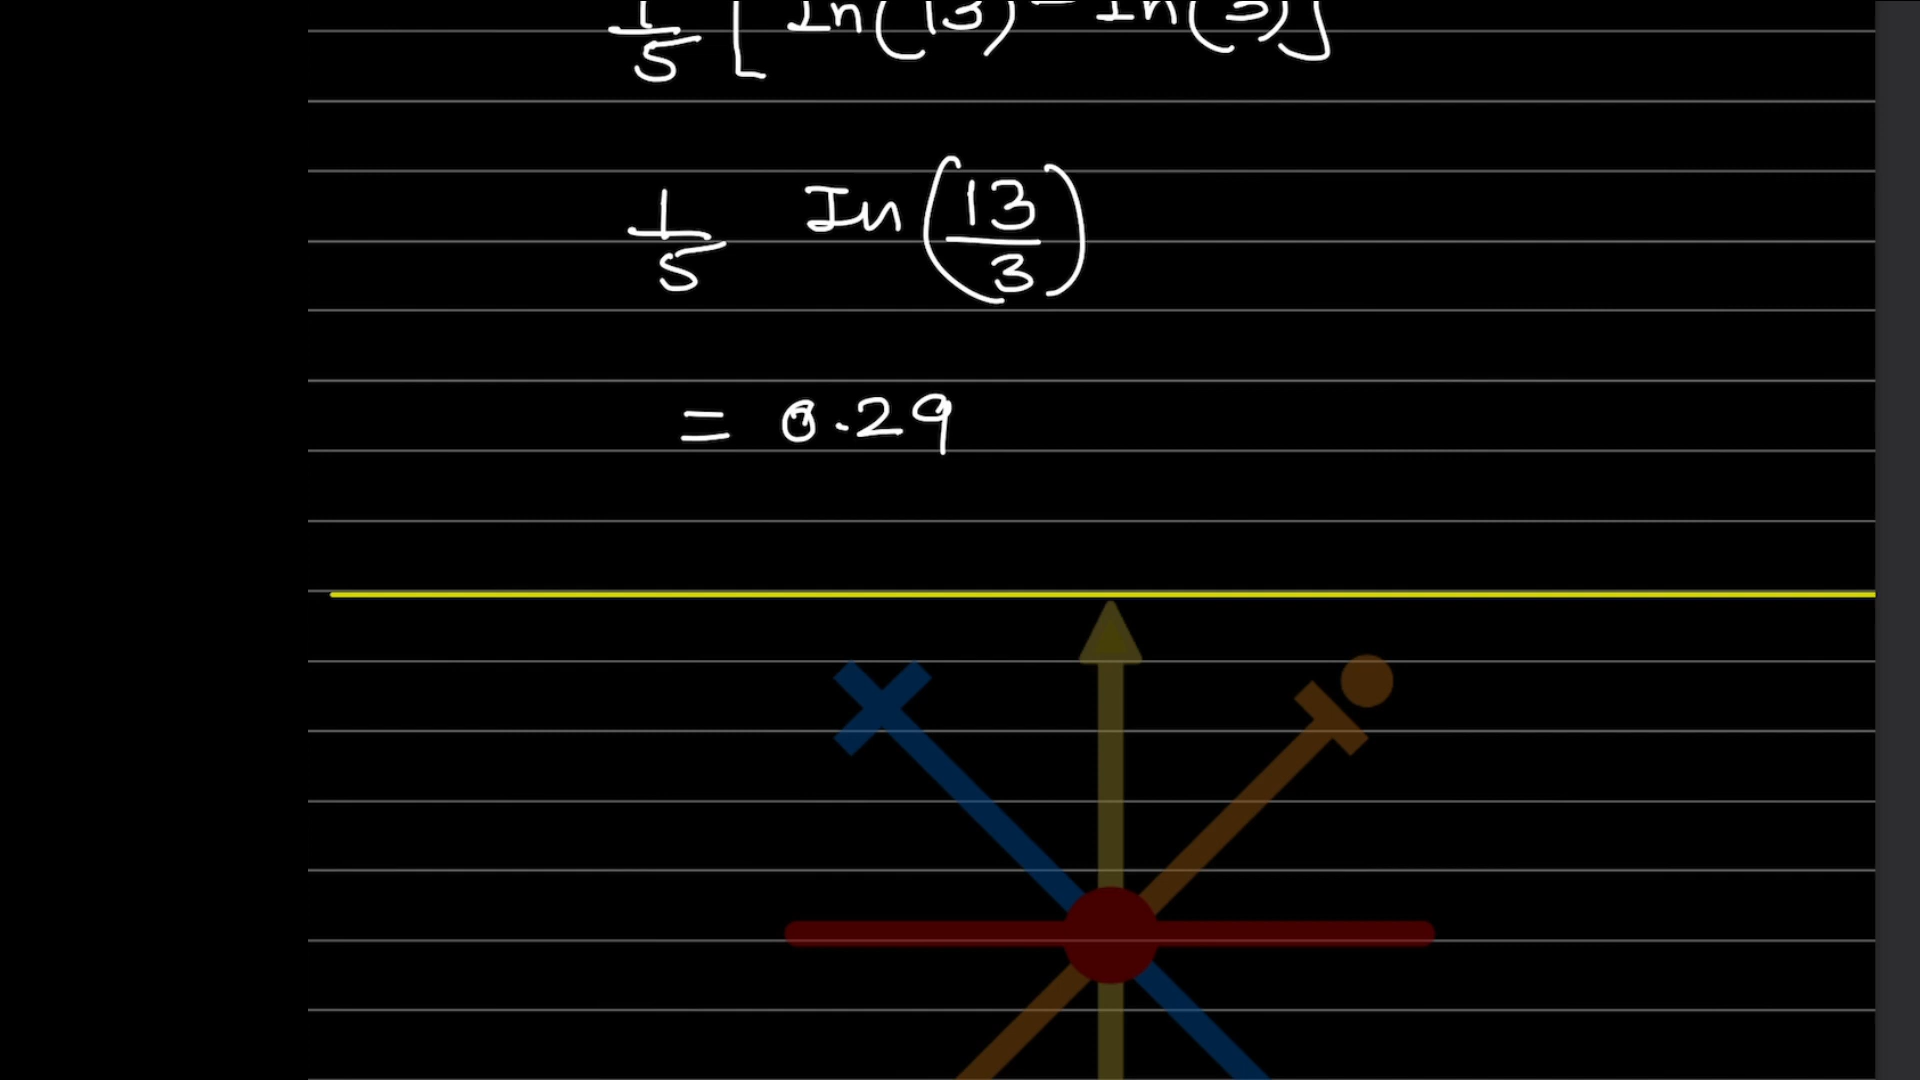 1/5 [ In(13) - In(3) ]
1/5 In(13/3)
= 0.29